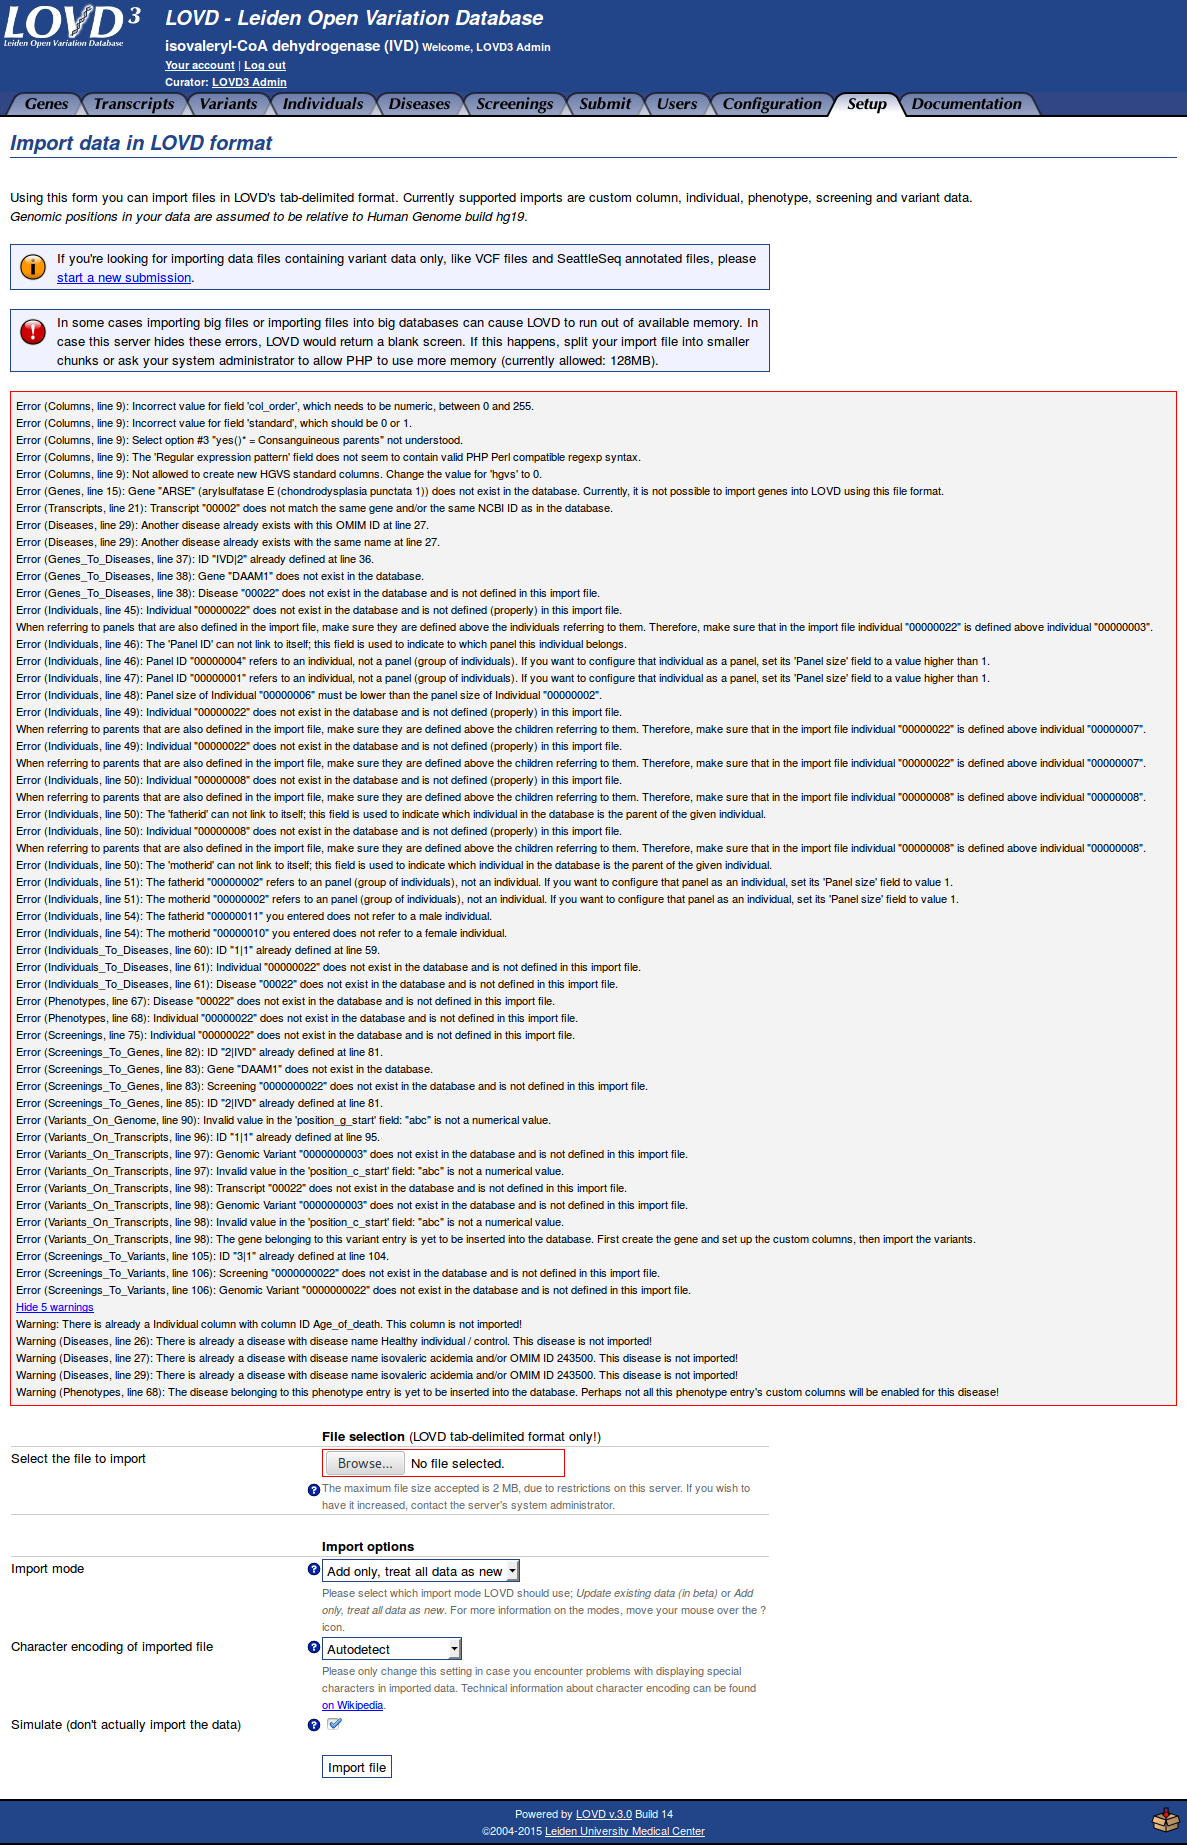 LOVD 3
Leiden Open Variation Database
LOVD - Leiden Open Variation Database
isovaleryl-CoA dehydrogenase (IVD) Welcome, LOVD3 Admin
Your account | Log out
Curator: LOVD3 Admin
Genes Transcripts Variants Individuals Diseases Screenings Submit Users Configuration Setup Documentation
Import data in LOVD format
Using this form you can import files in LOVD's tab-delimited format. Currently supported imports are custom column, individual, phenotype, screening and variant data.
Genomic positions in your data are assumed to be relative to Human Genome build hg19.
If you're looking for importing data files containing variant data only, like VCF files and SeattleSeq annotated files, please
start a new submission.
In some cases importing big files or importing files into big databases can cause LOVD to run out of available memory. In
case this server hides these errors, LOVD would return a blank screen. If this happens, split your import file into smaller
chunks or ask your system administrator to allow PHP to use more memory (currently allowed: 128MB).
Error (Columns, line 9): Incorrect value for field 'col_order', which needs to be numeric, between 0 and 255.
Error (Columns, line 9): Incorrect value for field 'standard', which should be 0 or 1.
Error (Columns, line 9): Select option #3 "yes()* = Consanguineous parents" not understood.
Error (Columns, line 9): The 'Regular expression pattern' field does not seem to contain valid PHP Perl compatible regexp syntax.
Error (Columns, line 9): Not allowed to create new HGVS standard columns. Change the value for 'hgvs' to 0.
Error (Genes, line 15): Gene "ARSE" (arylsulfatase E (chondrodysplasia punctata 1)) does not exist in the database. Currently, it is not possible to import genes into LOVD using this file format.
Error (Transcripts, line 21): Transcript "00002" does not match the same gene and/or the same NCBI ID as in the database.
Error (Diseases, line 29): Another disease already exists with this OMIM ID at line 27.
Error (Diseases, line 29): Another disease already exists with the same name at line 27.
Error (Genes_To_Diseases, line 37): ID "IVD|2" already defined at line 36.
Error (Genes_To_Diseases, line 38): Gene "DAAM1" does not exist in the database.
Error (Genes_To_Diseases, line 38): Disease "00022" does not exist in the database and is not defined in this import file.
Error (Individuals, line 45): Individual "00000022" does not exist in the database and is not defined (properly) in this import file.
When referring to panels that are also defined in the import file, make sure they are defined above the individuals referring to them. Therefore, make sure that in the import file individual "00000022" is defined above individual "00000003".
Error (Individuals, line 46): The 'Panel ID' can not link to itself; this field is used to indicate to which panel this individual belongs.
Error (Individuals, line 46): Panel ID "00000004" refers to an individual, not a panel (group of individuals). If you want to configure that individual as a panel, set its 'Panel size' field to a value higher than 1.
Error (Individuals, line 47): Panel ID "00000001" refers to an individual, not a panel (group of individuals). If you want to configure that individual as a panel, set its 'Panel size' field to a value higher than 1.
Error (Individuals, line 48): Panel size of Individual "00000006" must be lower than the panel size of Individual "00000002".
Error (Individuals, line 49): Individual "00000022" does not exist in the database and is not defined (properly) in this import file.
When referring to parents that are also defined in the import file, make sure they are defined above the children referring to them. Therefore, make sure that in the import file individual "00000022" is defined above individual "00000007".
Error (Individuals, line 49): Individual "00000022" does not exist in the database and is not defined (properly) in this import file.
When referring to parents that are also defined in the import file, make sure they are defined above the children referring to them. Therefore, make sure that in the import file individual "00000022" is defined above individual "00000007".
Error (Individuals, line 50): Individual "00000008" does not exist in the database and is not defined (properly) in this import file.
When referring to parents that are also defined in the import file, make sure they are defined above the children referring to them. Therefore, make sure that in the import file individual "00000008" is defined above individual "00000008".
Error (Individuals, line 50): The 'fatherid' can not link to itself; this field is used to indicate which individual in the database is the parent of the given individual.
Error (Individuals, line 50): Individual "00000008" does not exist in the database and is not defined (properly) in this import file.
When referring to parents that are also defined in the import file, make sure they are defined above the children referring to them. Therefore, make sure that in the import file individual "00000008" is defined above individual "00000008".
Error (Individuals, line 50): The 'motherid' can not link to itself; this field is used to indicate which individual in the database is the parent of the given individual.
Error (Individuals, line 51): The fatherid "00000002" refers to an panel (group of individuals), not an individual. If you want to configure that panel as an individual, set its 'Panel size' field to value 1.
Error (Individuals, line 51): The motherid "00000002" refers to an panel (group of individuals), not an individual. If you want to configure that panel as an individual, set its 'Panel size' field to value 1.
Error (Individuals, line 54): The fatherid "00000011" you entered does not refer to a male individual.
Error (Individuals, line 54): The motherid "00000010" you entered does not refer to a female individual.
Error (Individuals_To_Diseases, line 60): ID "1|1" already defined at line 59.
Error (Individuals_To_Diseases, line 61): Individual "00000022" does not exist in the database and is not defined in this import file.
Error (Individuals_To_Diseases, line 61): Disease "00022" does not exist in the database and is not defined in this import file.
Error (Phenotypes, line 67): Disease "00022" does not exist in the database and is not defined in this import file.
Error (Phenotypes, line 68): Individual "00000022" does not exist in the database and is not defined in this import file.
Error (Screenings, line 75): Individual "00000022" does not exist in the database and is not defined in this import file.
Error (Screenings_To_Genes, line 82): ID "2|IVD" already defined at line 81.
Error (Screenings_To_Genes, line 83): Gene "DAAM1" does not exist in the database.
Error (Screenings_To_Genes, line 83): Screening "0000000022" does not exist in the database and is not defined in this import file.
Error (Screenings_To_Genes, line 85): ID "2|IVD" already defined at line 81.
Error (Variants_On_Genome, line 90): Invalid value in the 'position_g_start' field: "abc" is not a numerical value.
Error (Variants_On_Transcripts, line 96): ID "1|1" already defined at line 95.
Error (Variants_On_Transcripts, line 97): Genomic Variant "0000000003" does not exist in the database and is not defined in this import file.
Error (Variants_On_Transcripts, line 97): Invalid value in the 'position_c_start' field: "abc" is not a numerical value.
Error (Variants_On_Transcripts, line 98): Transcript "00022" does not exist in the database and is not defined in this import file.
Error (Variants_On_Transcripts, line 98): Genomic Variant "0000000003" does not exist in the database and is not defined in this import file.
Error (Variants_On_Transcripts, line 98): Invalid value in the 'position_c_start' field: "abc" is not a numerical value.
Error (Variants_On_Transcripts, line 98): The gene belonging to this variant entry is yet to be inserted into the database. First create the gene and set up the custom columns, then import the variants.
Error (Screenings_To_Variants, line 105): ID "3|1" already defined at line 104.
Error (Screenings_To_Variants, line 106): Screening "0000000022" does not exist in the database and is not defined in this import file.
Error (Screenings_To_Variants, line 106): Genomic Variant "0000000022" does not exist in the database and is not defined in this import file.
Hide 5 warnings
Warning: There is already a Individual column with column ID Age_of_death. This column is not imported!
Warning (Diseases, line 26): There is already a disease with disease name Healthy individual / control. This disease is not imported!
Warning (Diseases, line 27): There is already a disease with disease name isovaleric acidemia and/or OMIM ID 243500. This disease is not imported!
Warning (Diseases, line 29): There is already a disease with disease name isovaleric acidemia and/or OMIM ID 243500. This disease is not imported!
Warning (Phenotypes, line 68): The disease belonging to this phenotype entry is yet to be inserted into the database. Perhaps not all this phenotype entry's custom columns will be enabled for this disease!
File selection (LOVD tab-delimited format only!)
Select the file to import Browse... No file selected.
? The maximum file size accepted is 2 MB, due to restrictions on this server. If you wish to
have it increased, contact the server's system administrator.
Import options
Import mode ? Add only, treat all data as new
Please select which import mode LOVD should use; Update existing data (in beta) or Add
only, treat all data as new. For more information on the modes, move your mouse over the ?
icon.
Character encoding of imported file ? Autodetect
Please only change this setting in case you encounter problems with displaying special
characters in imported data. Technical information about character encoding can be found
on Wikipedia.
Simulate (don't actually import the data) ?
Import file
Powered by LOVD v.3.0 Build 14
©2004-2015 Leiden University Medical Center